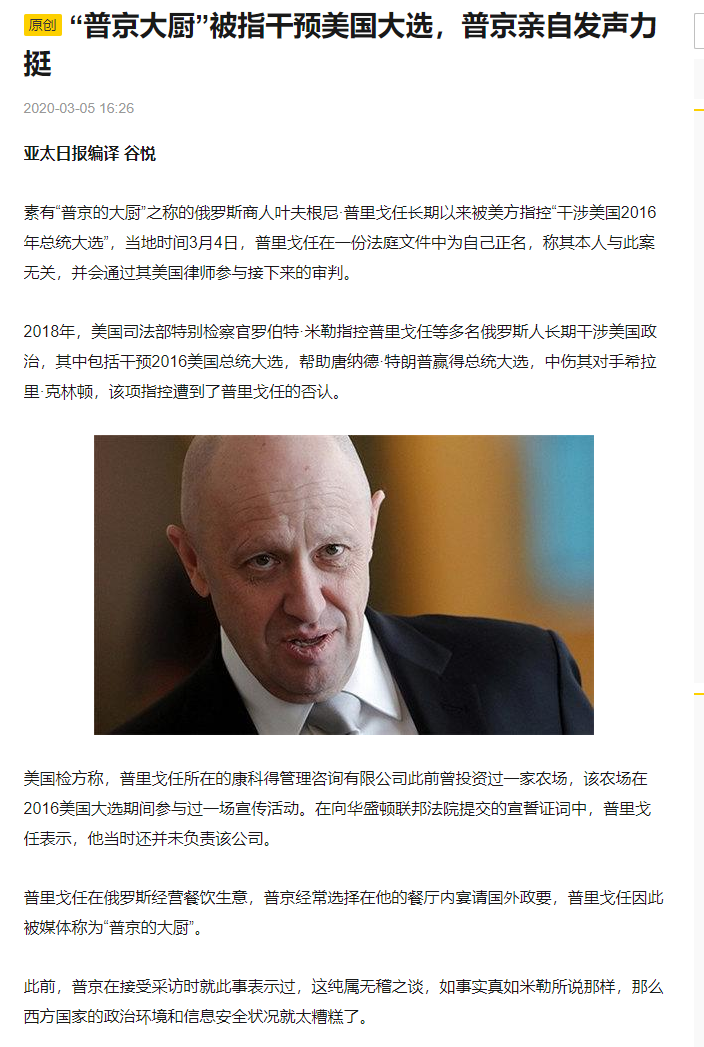 原创 “普京大厨”被指干预美国大选，普京亲自发声力
挺
2020-03-05 16:26
亚太日报编译 谷悦
素有“普京的大厨”之称的俄罗斯商人叶夫根尼·普里戈任长期以来被美方指控“干涉美国2016
年总统大选”，当地时间3月4日，普里戈任在一份法庭文件中为自己正名，称其本人与此案
无关，并会通过其美国律师参与接下来的审判。
2018年，美国司法部特别检察官罗伯特·米勒指控普里戈任等多名俄罗斯人长期干涉美国政
治，其中包括干预2016美国总统大选，帮助唐纳德·特朗普赢得总统大选，中伤其对手希拉
里·克林顿，该项指控遭到了普里戈任的否认。
美国检方称，普里戈任所在的康科得管理咨询有限公司此前曾投资过一家农场，该农场在
2016美国大选期间参与过一场宣传活动。在向华盛顿联邦法院提交的宣誓证词中，普里戈
任表示，他当时还并未负责该公司。
普里戈任在俄罗斯经营餐饮生意，普京经常选择在他的餐厅内宴请国外政要，普里戈任因此
被媒体称为“普京的大厨”。
此前，普京在接受采访时就此事表示过，这纯属无稽之谈，如事实真如米勒所说那样，那么
西方国家的政治环境和信息安全状况就太糟糕了。